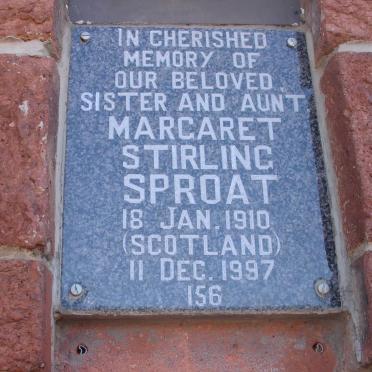 IN CHERISHED
MEMORY OF
OUR BELOVED
SISTER AND AUNT
MARGARET
STIRLING
SPROAT
18 JAN. 1910
(SCOTLAND)
11 DEC. 1997
156